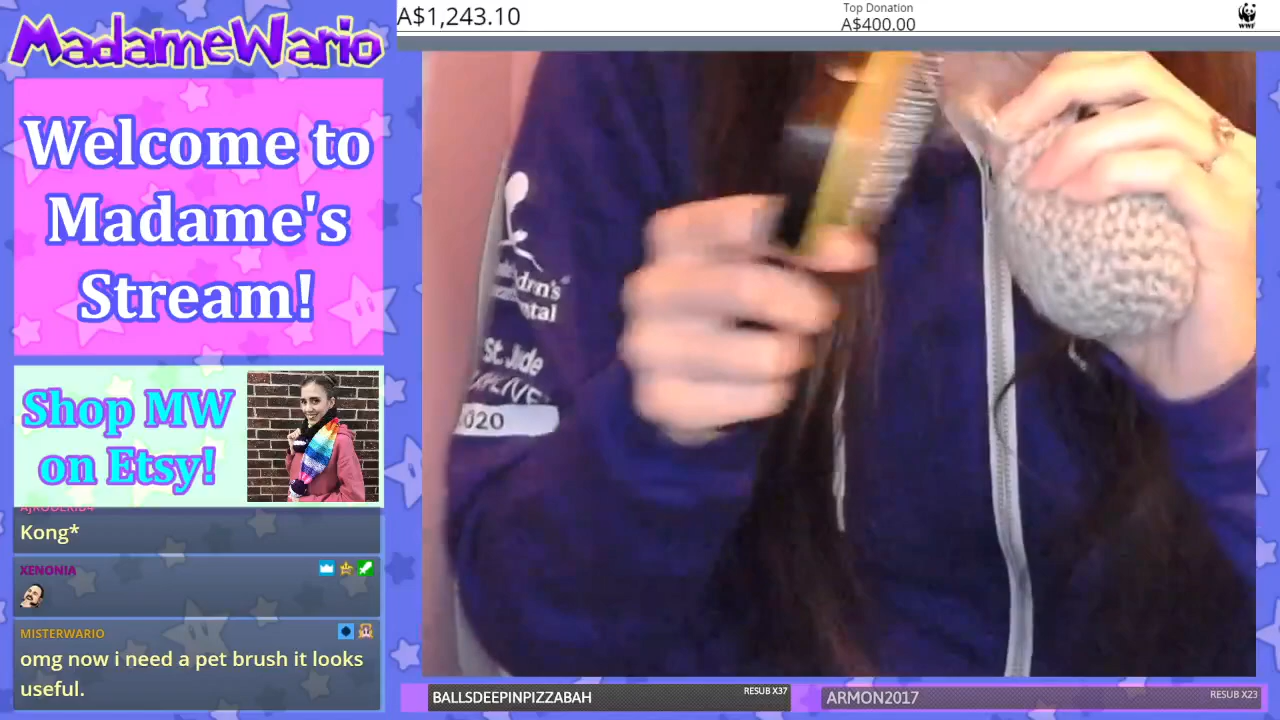 MadameWario
A$1,243.10
Top Donation
A$400.00
WWF
Welcome to
Madame's
Stream!
Shop MW
on Etsy!
Kong*
XENONIA
MISTERWARIO
omg now i need a pet brush it looks
useful.
St. Jude
2020
BALLSDEEPINPIZZABAH
RESUB X37
ARMON2017
RESUB X23